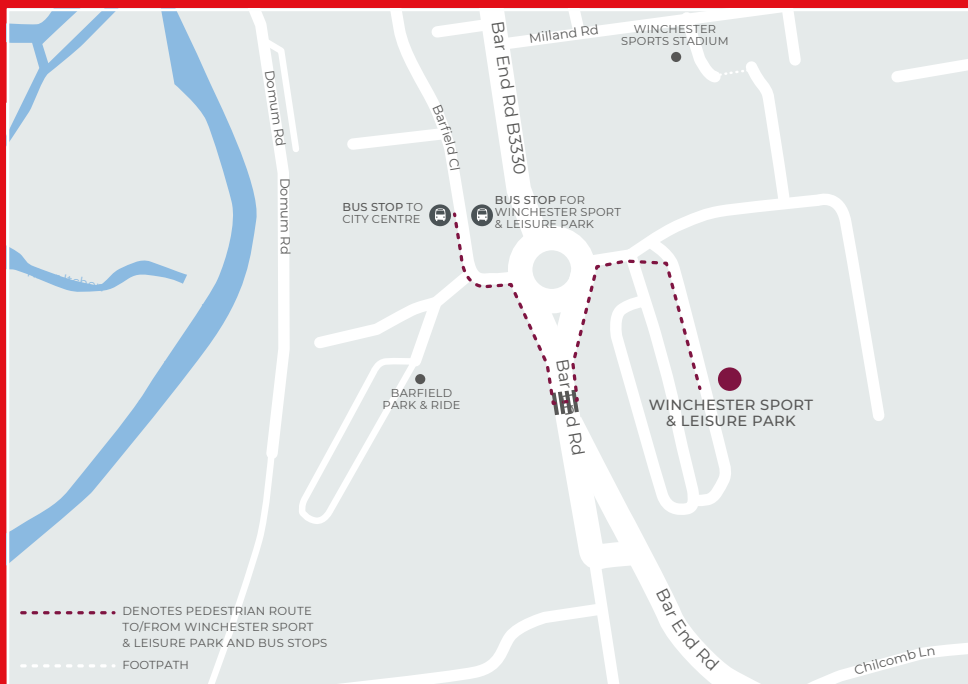 Milland Rd
WINCHESTER
SPORTS STADIUM
Bar End Rd B3330
Domum Rd
Barfield Cl
Domum Rd
BUS STOP TO
CITY CENTRE
BUS STOP FOR
WINCHESTER SPORT
& LEISURE PARK
BARFIELD
PARK & RIDE
Bar End Rd
WINCHESTER SPORT
& LEISURE PARK
Bar End Rd
Chilcomb Ln
DENOTES PEDESTRIAN ROUTE
TO/FROM WINCHESTER SPORT
& LEISURE PARK AND BUS STOPS
FOOTPATH